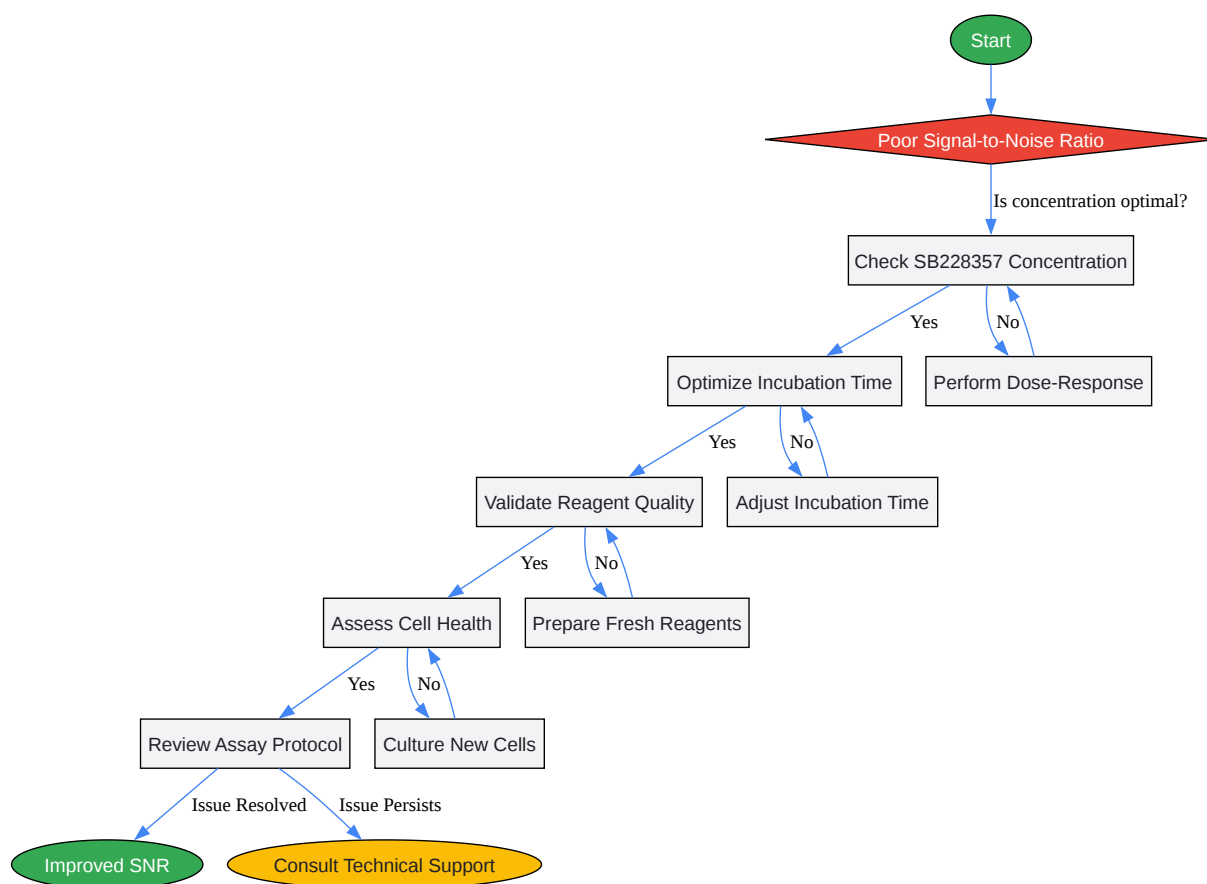 Start
Poor Signal-to-Noise Ratio
Is concentration optimal?
Check SB228357 Concentration
Yes
No
Optimize Incubation Time
Perform Dose-Response
Yes
No
Validate Reagent Quality
Adjust Incubation Time
Yes
No
Assess Cell Health
Prepare Fresh Reagents
Yes
No
Review Assay Protocol
Culture New Cells
Issue Resolved
Issue Persists
Improved SNR
Consult Technical Support